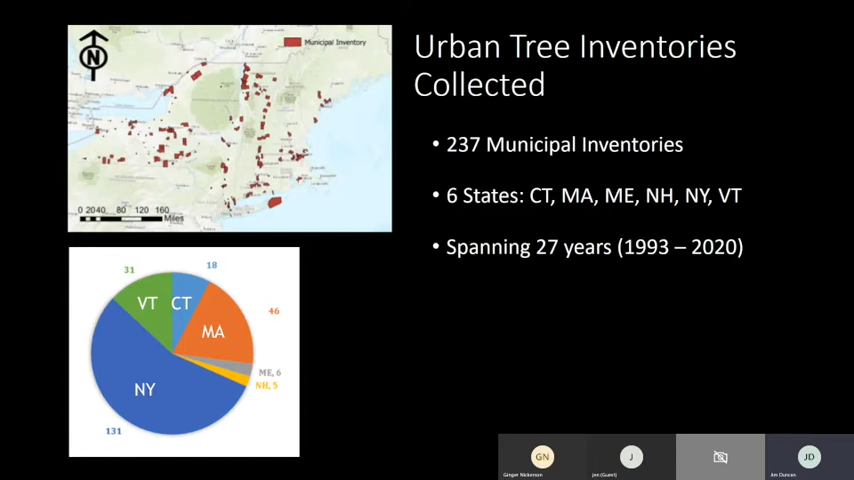 N
Municipal Inventory
0 20 40 80 120 160
Miles
Urban Tree Inventories
Collected
• 237 Municipal Inventories
• 6 States: CT, MA, ME, NH, NY, VT
• Spanning 27 years (1993 – 2020)
31
18
VT
CT
46
MA
ME, 6
NH, 5
NY
131
GN
J
JD
Ginger Nickerson
jen (Guest)
Jim Duncan